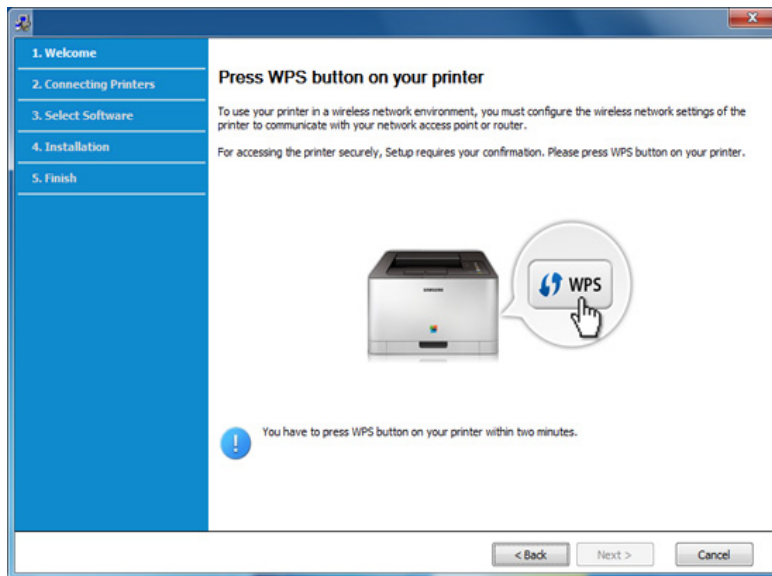 1. Welcome
2. Connecting Printers
3. Select Software
4. Installation
5. Finish
Press WPS button on your printer
To use your printer in a wireless network environment, you must configure the wireless network settings of the
printer to communicate with your network access point or router.
For accessing the printer securely, Setup requires your confirmation. Please press WPS button on your printer.
SAMSUNG
WPS
You have to press WPS button on your printer within two minutes.
< Back
Next >
Cancel